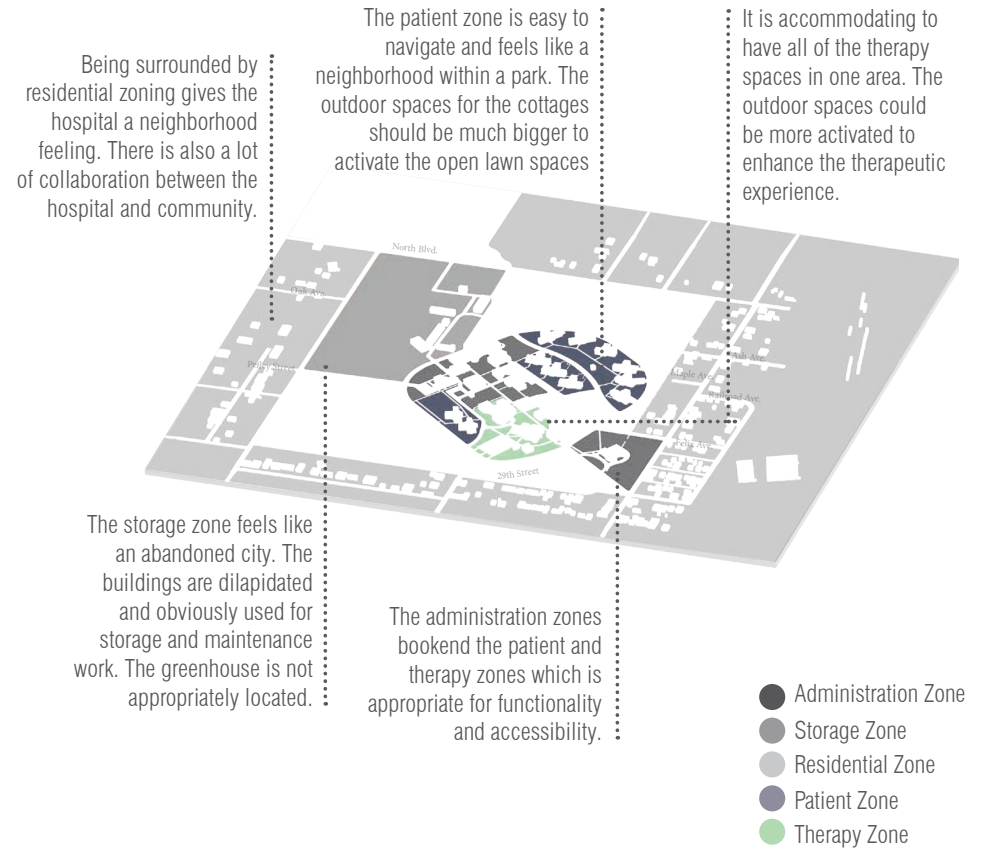 Being surrounded by
residential zoning gives the
hospital a neighborhood
feeling. There is also a lot
of collaboration between the
hospital and community.
The patient zone is easy to
navigate and feels like a
neighborhood within a park. The
outdoor spaces for the cottages
should be much bigger to
activate the open lawn spaces
It is accommodating to
have all of the therapy
spaces in one area. The
outdoor spaces could
be more activated to
enhance the therapeutic
experience.
North Blvd.
Oak Ave.
Ash Ave.
Maple Ave.
Railroad Ave.
29th Street
The storage zone feels like
an abandoned city. The
buildings are dilapidated
and obviously used for
storage and maintenance
work. The greenhouse is not
appropriately located.
The administration zones
bookend the patient and
therapy zones which is
appropriate for functionality
and accessibility.
Administration Zone
Storage Zone
Residential Zone
Patient Zone
Therapy Zone